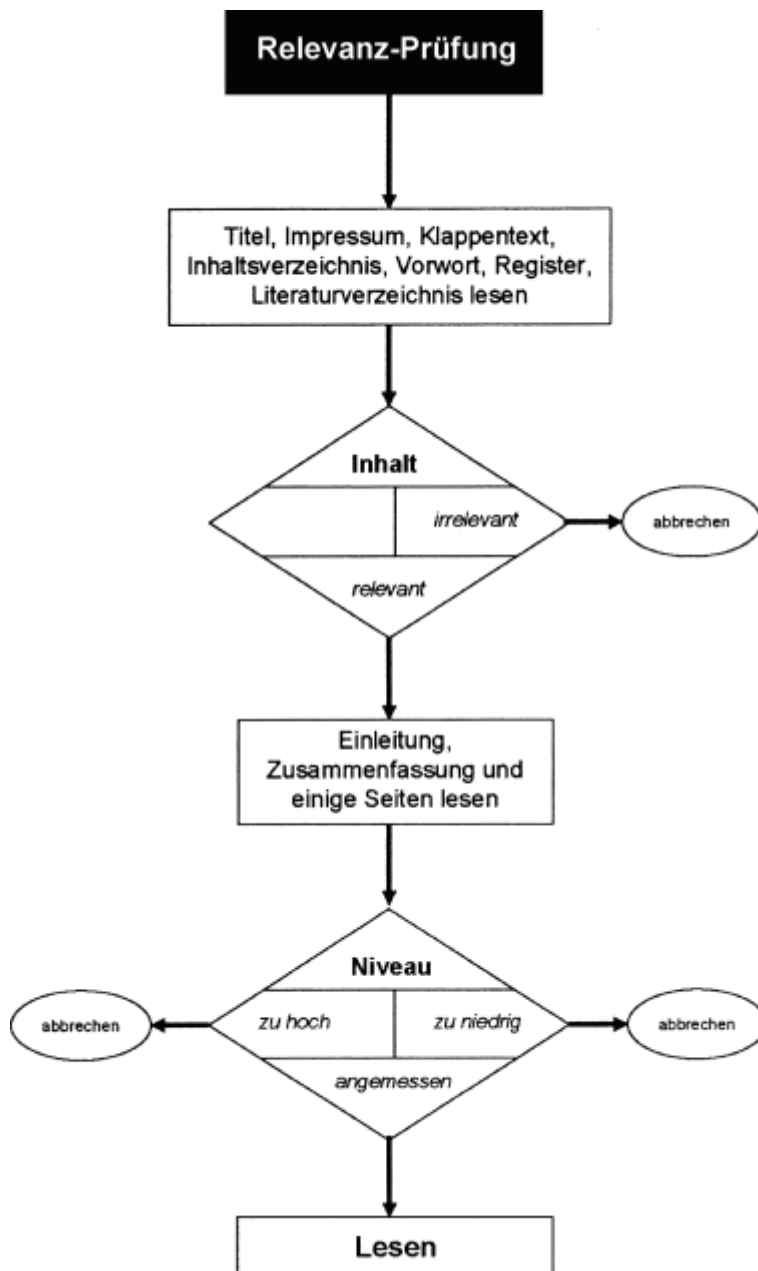 Relevanz-Prüfung
Titel, Impressum, Klappentext,
Inhaltsverzeichnis, Vorwort, Register,
Literaturverzeichnis lesen
Inhalt
irrelevant
abbrechen
relevant
Einleitung,
Zusammenfassung und
einige Seiten lesen
Niveau
abbrechen
zu hoch
zu niedrig
abbrechen
angemessen
Lesen